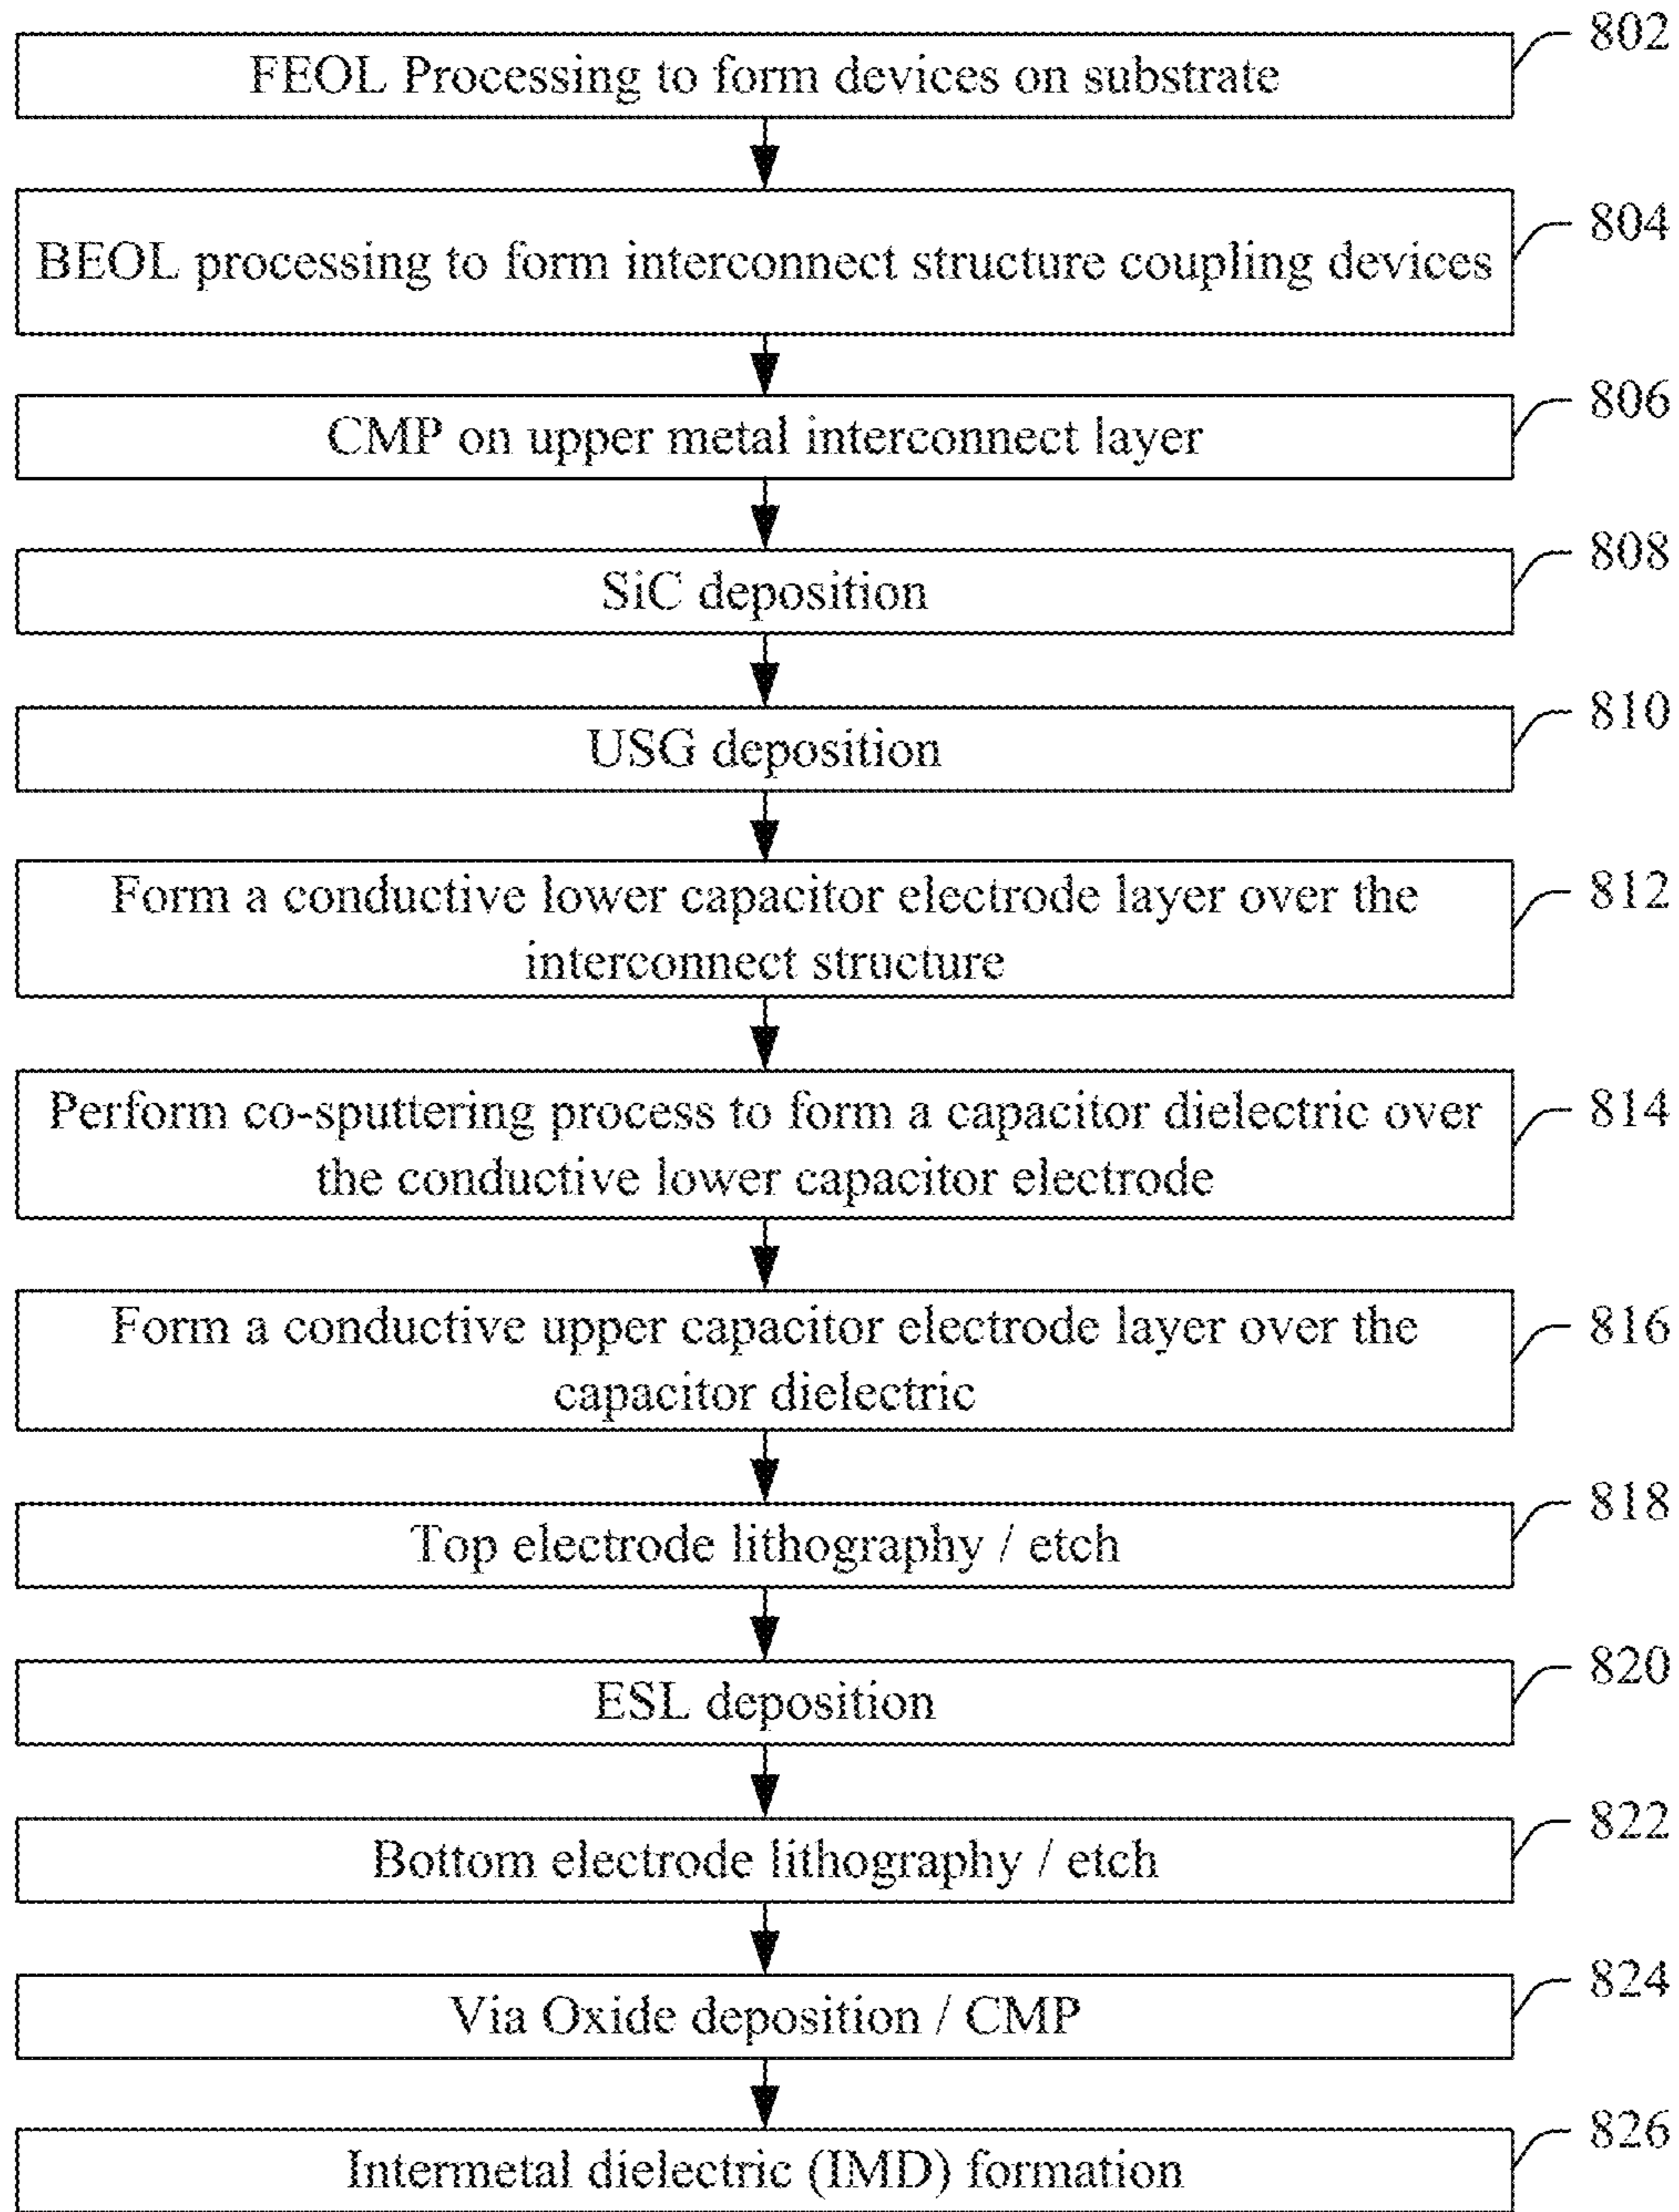 802
FEOL Processing to form devices on substrate
804
BEOL processing to form interconnect structure coupling devices
806
CMP on upper metal interconnect layer
808
SiC deposition
810
USG deposition
812
Form a conductive lower capacitor electrode layer over the
interconnect structure
814
Perform co-sputtering process to form a capacitor dielectric over
the conductive lower capacitor electrode
816
Form a conductive upper capacitor electrode layer over the
capacitor dielectric
818
Top electrode lithography / etch
820
ESL deposition
822
Bottom electrode lithography / etch
824
Via Oxide deposition / CMP
826
Intermetal dielectric (IMD) formation